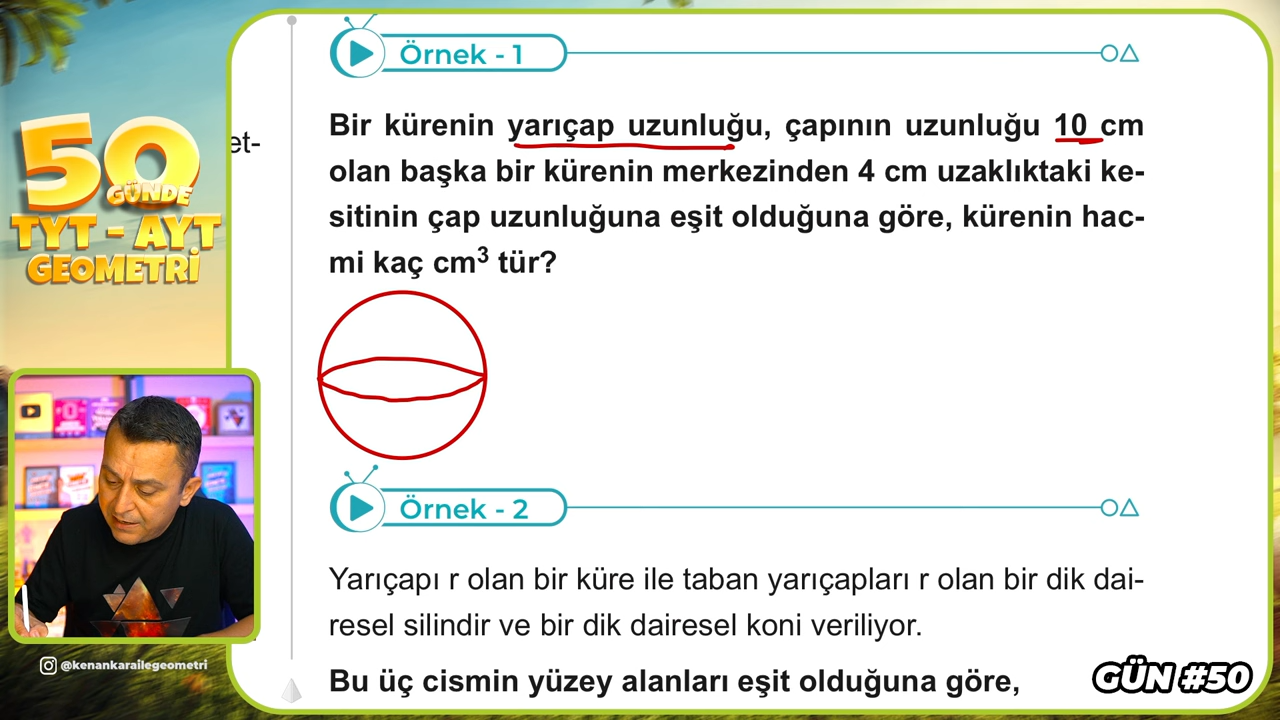 50
GÜNDE
TYT - AYT
GEOMETRİ
et-
Örnek - 1
Bir kürenin yarıçap uzunluğu, çapının uzunluğu 10 cm
olan başka bir kürenin merkezinden 4 cm uzaklıktaki ke-
sitinin çap uzunluğuna eşit olduğuna göre, kürenin hac-
mi kaç cm³ tür?
Örnek - 2
Yarıçapı r olan bir küre ile taban yarıçapları r olan bir dik dai-
resel silindir ve bir dik dairesel koni veriliyor.
Bu üç cismin yüzey alanları eşit olduğuna göre,
@kenankarailegeometri
GÜN #50